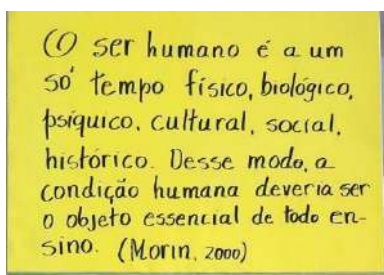 O ser humano é a um
só tempo físico, biológico,
psíquico, cultural, social,
histórico. Desse modo, a
condição humana deveria ser
o objeto essencial de todo en-
sino. (Morin, 2000)